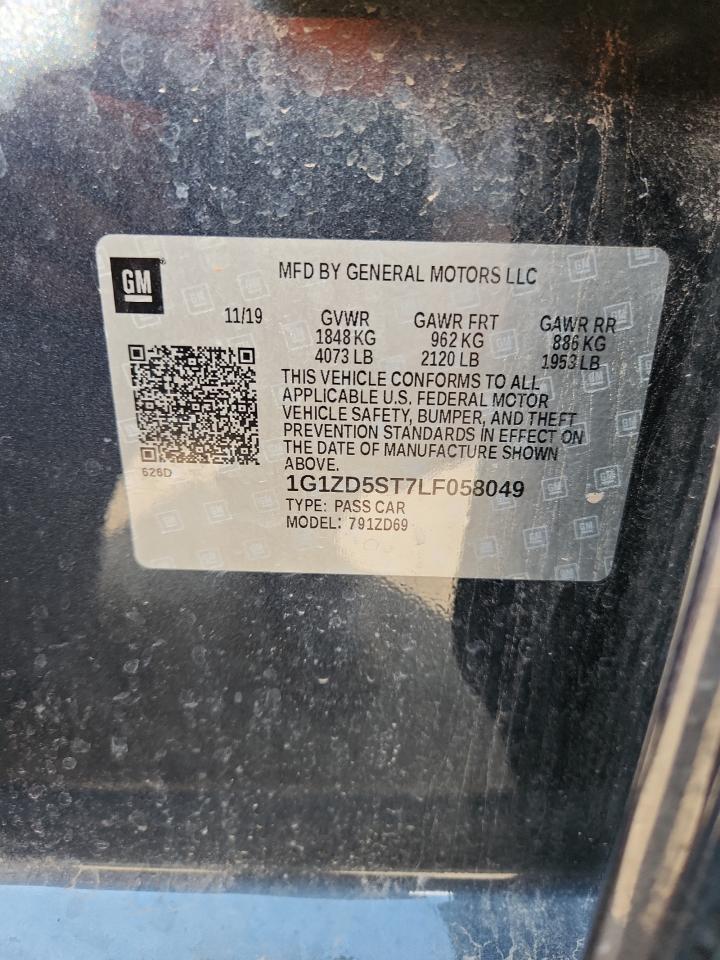 GM
MFD BY GENERAL MOTORS LLC
11/19 GVWR GAWR FRT GAWR RR
1848 KG 962 KG 886 KG
4073 LB 2120 LB 1953 LB
THIS VEHICLE CONFORMS TO ALL
APPLICABLE U.S. FEDERAL MOTOR
VEHICLE SAFETY, BUMPER, AND THEFT
PREVENTION STANDARDS IN EFFECT ON
THE DATE OF MANUFACTURE SHOWN
ABOVE.
626D
1G1ZD5ST7LF058049
TYPE: PASS CAR
MODEL: 791ZD69